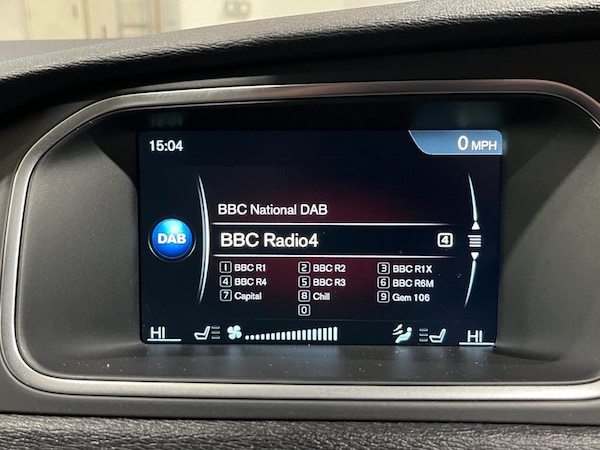 15:04
0 MPH
BBC National DAB
DAB
BBC Radio4 4
1 BBC R1 2 BBC R2 3 BBC R1X
4 BBC R4 5 BBC R3 6 BBC R6M
7 Capital 8 Chill 9 Gem 106
0
HI HI